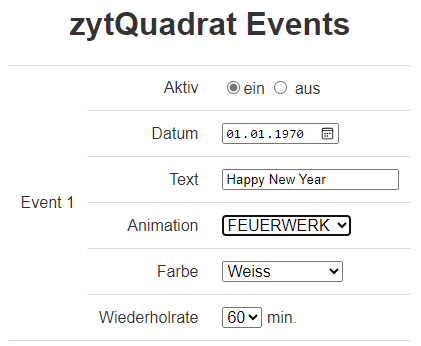 zytQuadrat Events
Aktiv ein aus
Datum 01.01.1970
Text Happy New Year
Event 1
Animation FEUERWERK
Farbe Weiss
Wiederholrate 60 min.